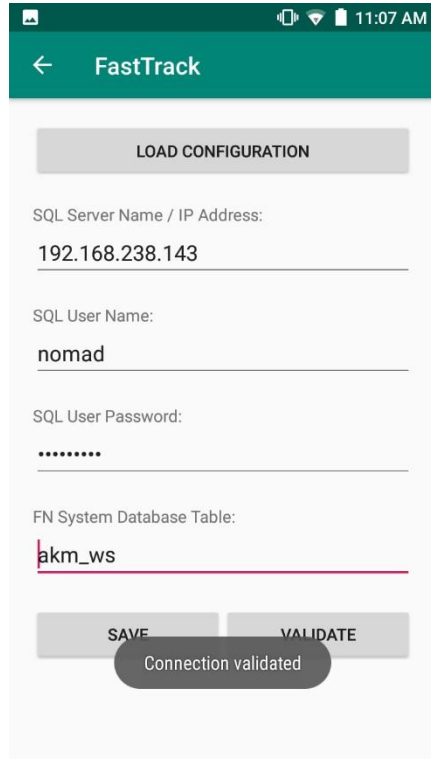 11:07 AM
FastTrack
LOAD CONFIGURATION
SQL Server Name / IP Address:
192.168.238.143
SQL User Name:
nomad
SQL User Password:
•••••••••
FN System Database Table:
akm_ws
SAVE VALIDATE
Connection validated